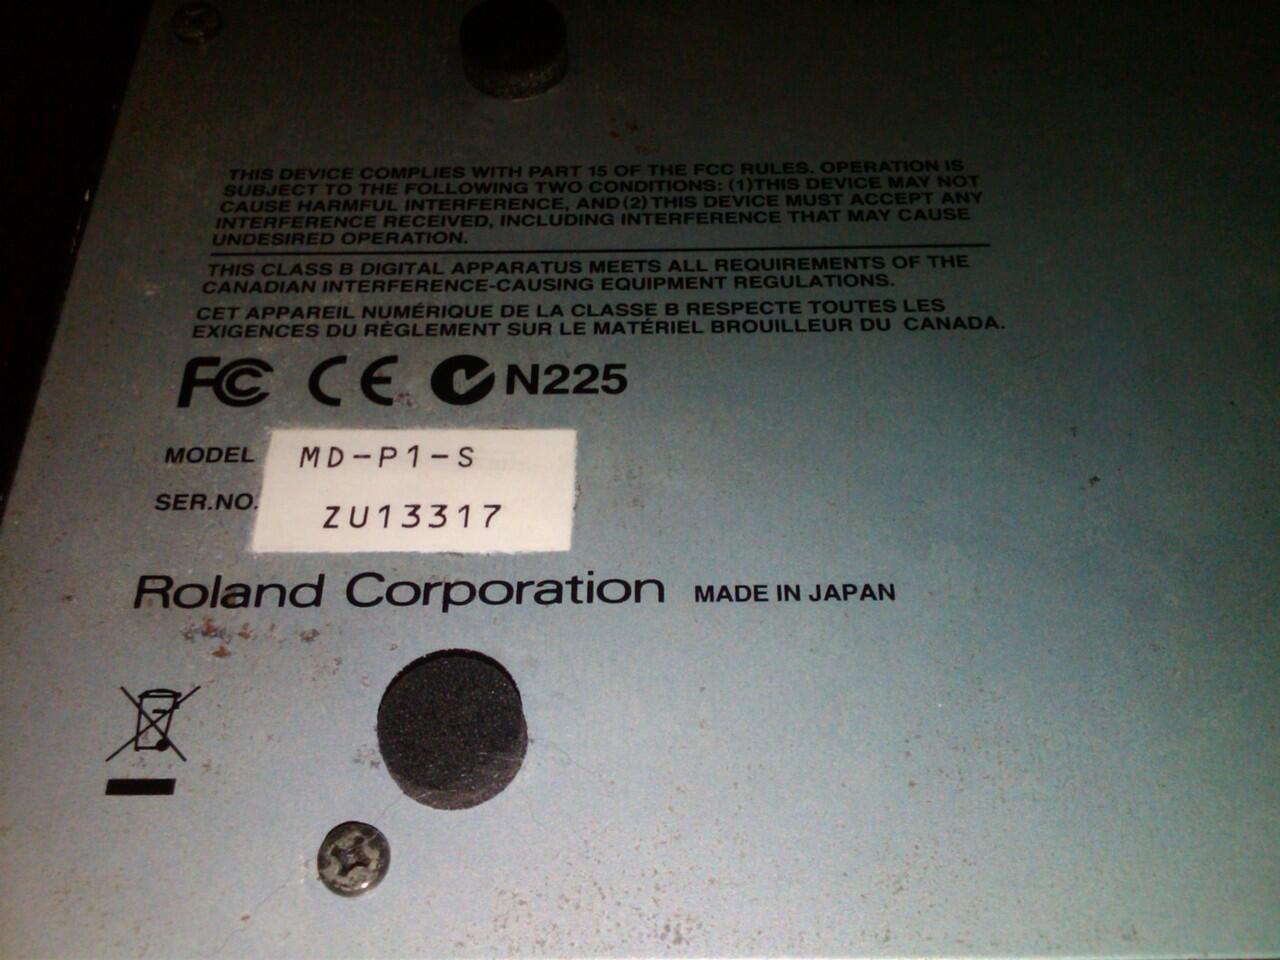 THIS DEVICE COMPLIES WITH PART 15 OF THE FCC RULES. OPERATION IS
SUBJECT TO THE FOLLOWING TWO CONDITIONS: (1)THIS DEVICE MAY NOT
CAUSE HARMFUL INTERFERENCE, AND (2) THIS DEVICE MUST ACCEPT ANY
INTERFERENCE RECEIVED, INCLUDING INTERFERENCE THAT MAY CAUSE
UNDESIRED OPERATION.
THIS CLASS B DIGITAL APPARATUS MEETS ALL REQUIREMENTS OF THE
CANADIAN INTERFERENCE-CAUSING EQUIPMENT REGULATIONS.
CET APPAREIL NUMÉRIQUE DE LA CLASSE B RESPECTE TOUTES LES
EXIGENCES DU RÈGLEMENT SUR LE MATÉRIEL BROUILLEUR DU CANADA.
FC CE N225
MODEL MD-P1-S
SER.NO. ZU13317
Roland Corporation MADE IN JAPAN